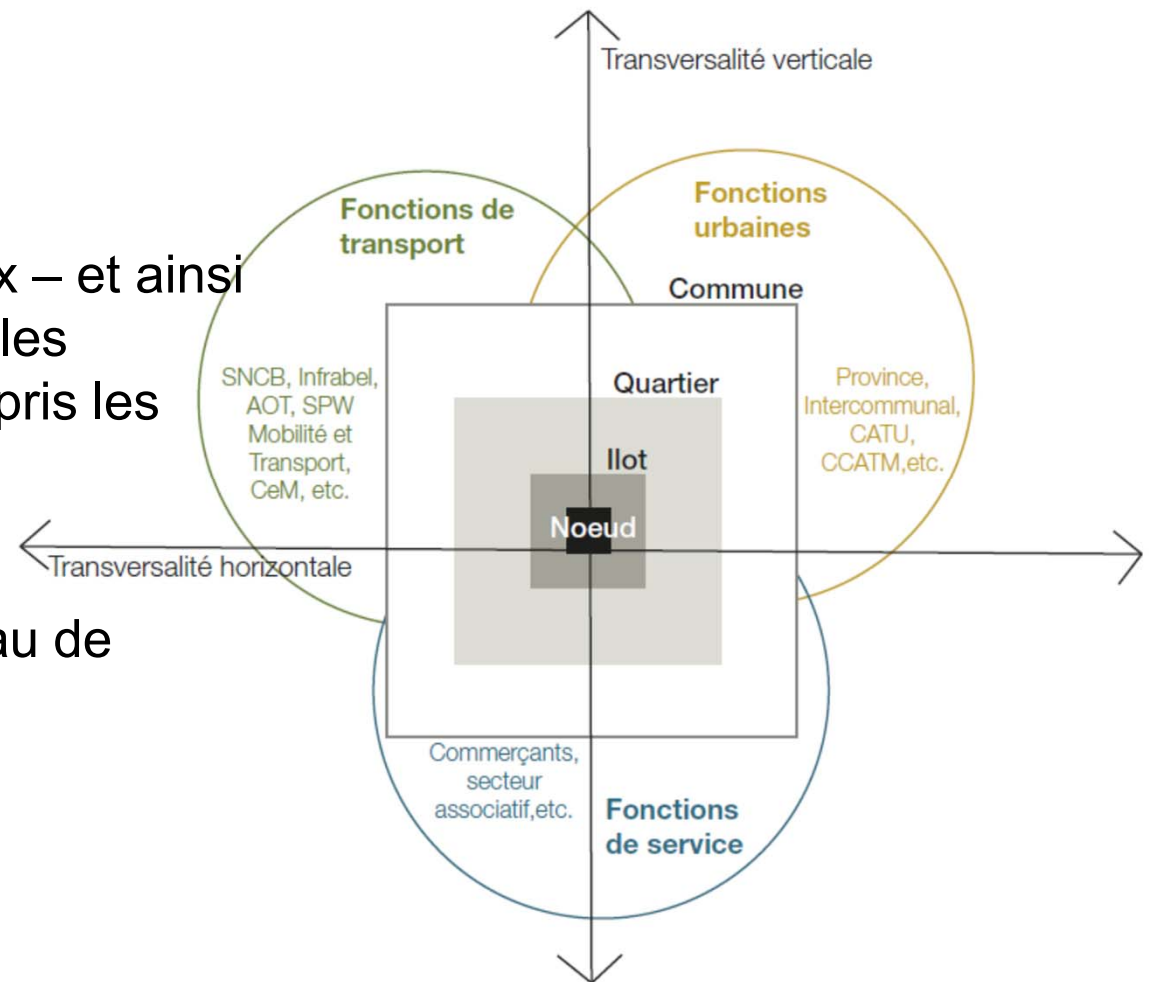 Transversalité verticale
Fonctions de
transport
Fonctions
urbaines
x – et ainsi
les
pris les
au de
Commune
Quartier
Ilot
Noeud
SNCB, Infrabel,
AOT, SPW
Mobilité et
Transport,
CeM, etc.
Province,
Intercommunal,
CATU,
CCATM,etc.
Transversalité horizontale
Commerçants,
secteur
associatif,etc.
Fonctions
de service